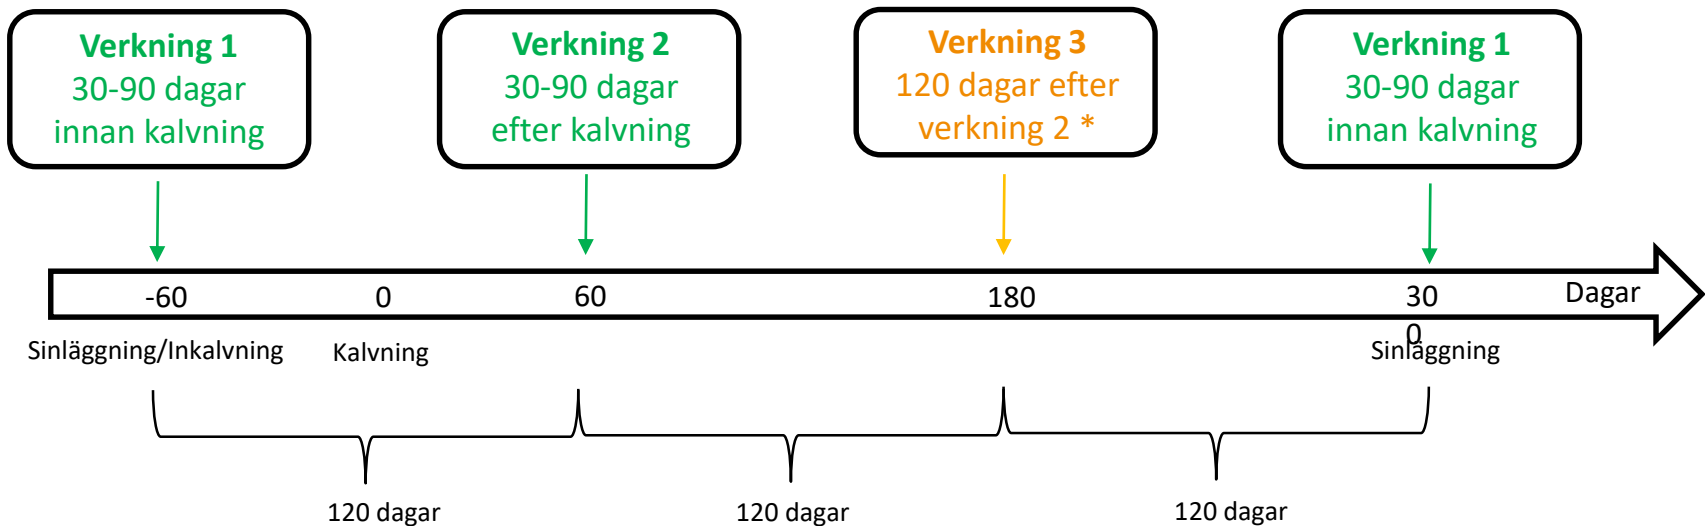 Verkning 1
30-90 dagar
innan kalvning
Verkning 2
30-90 dagar
efter kalvning
Verkning 3
120 dagar efter
verkning 2 *
Verkning 1
30-90 dagar
innan kalvning
-60
0
60
180
30
0
Dagar
Sinläggning/Inkalvning
Kalvning
Sinläggning
120 dagar
120 dagar
120 dagar